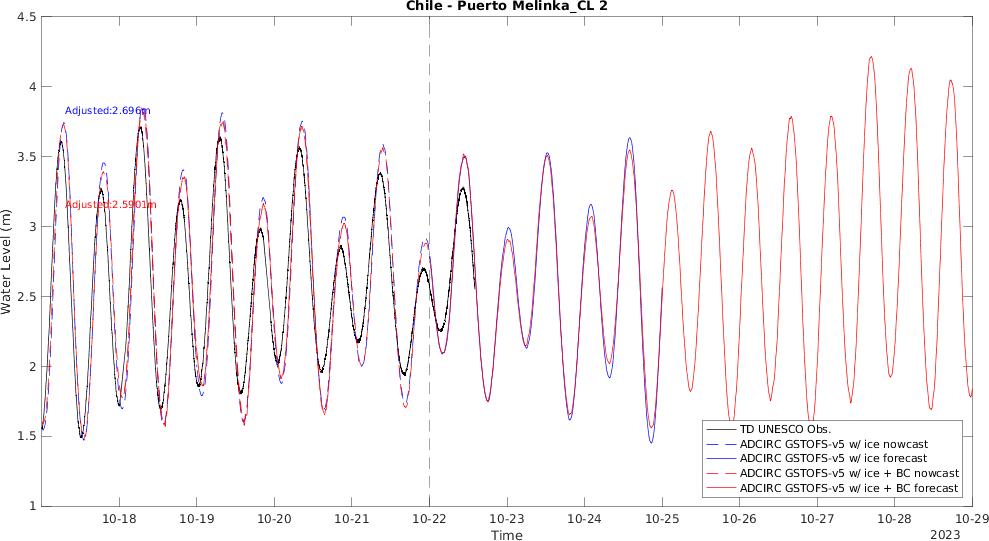 Chile - Puerto Melinka_CL 2
Water Level (m)
4.5
4
3.5
3
2.5
2
1.5
1
Adjusted:2.696m
Adjusted:2.5901m
TD UNESCO Obs.
ADCIRC GSTOFS-v5 w/ ice nowcast
ADCIRC GSTOFS-v5 w/ ice forecast
ADCIRC GSTOFS-v5 w/ ice + BC nowcast
ADCIRC GSTOFS-v5 w/ ice + BC forecast
10-18 10-19 10-20 10-21 10-22 10-23 10-24 10-25 10-26 10-27 10-28 10-29
Time
2023